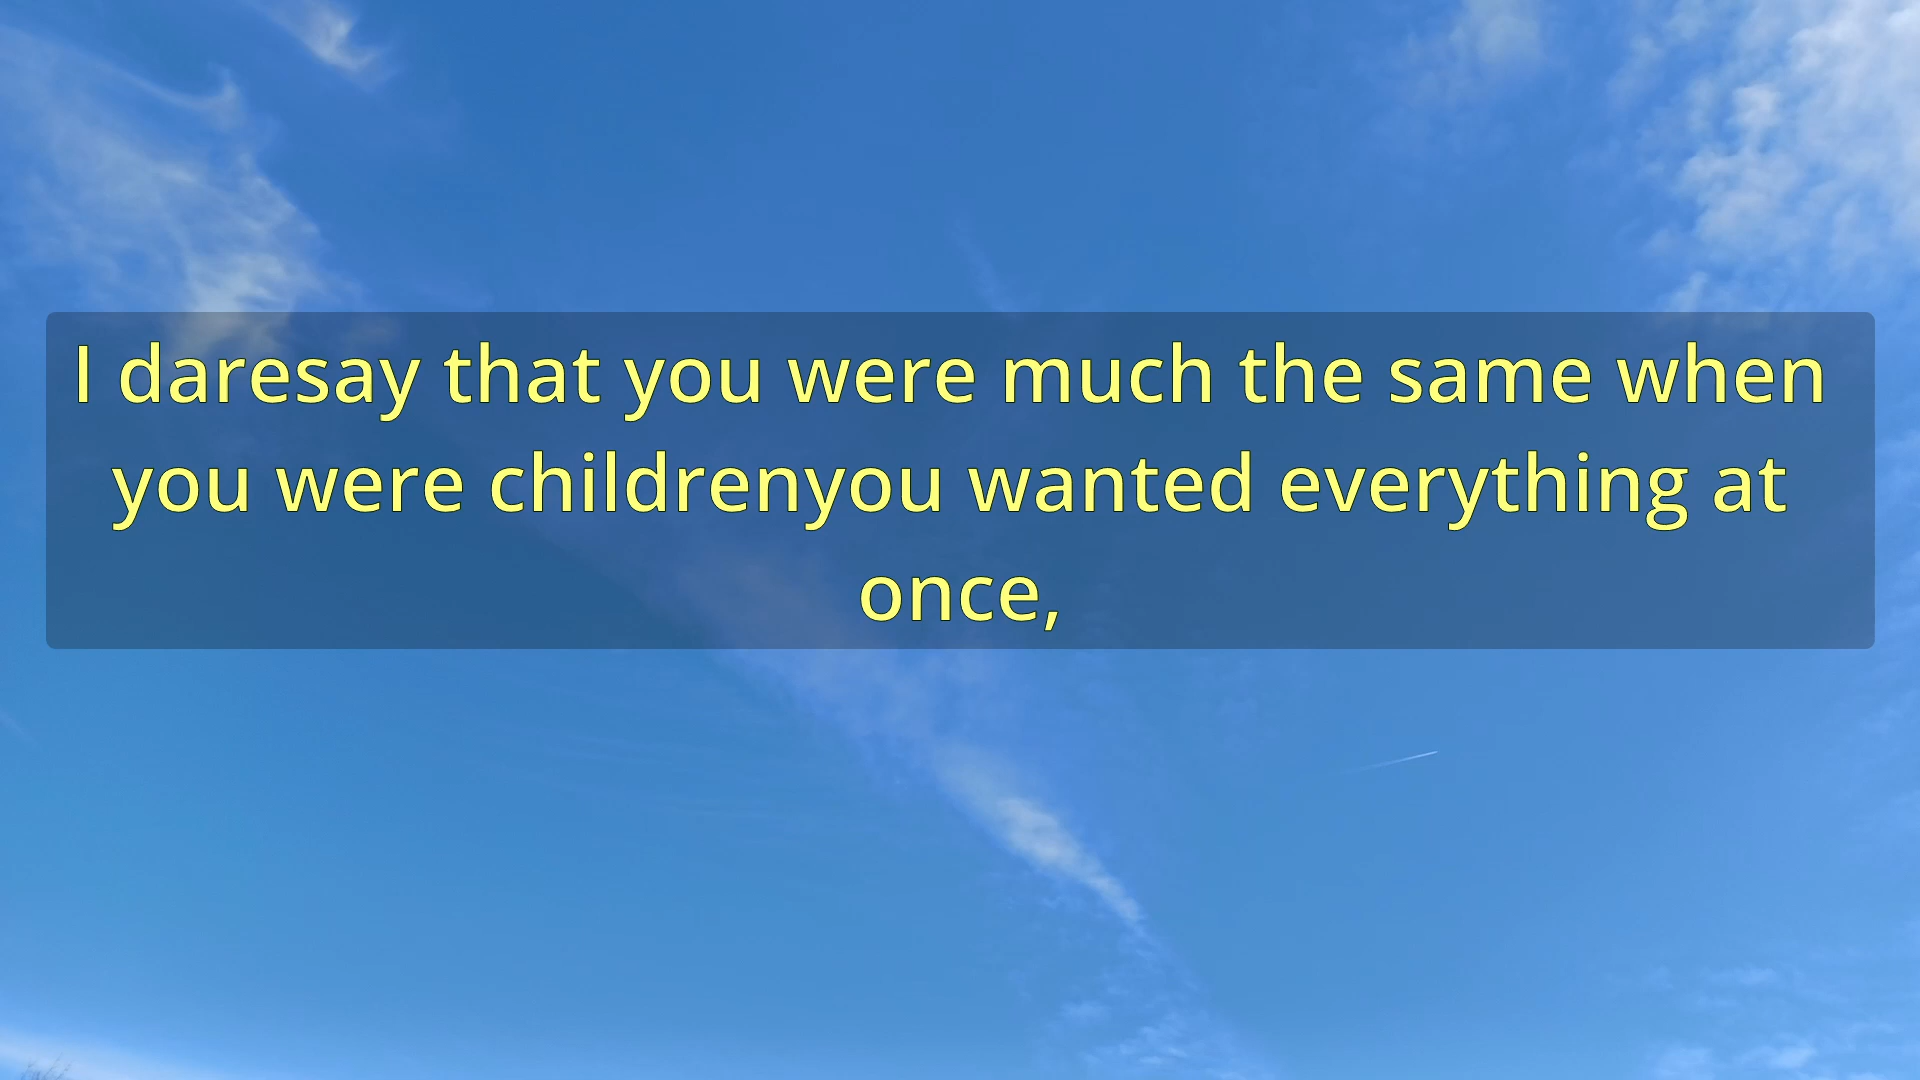 I daresay that you were much the same when
you were childrenyou wanted everything at
once,